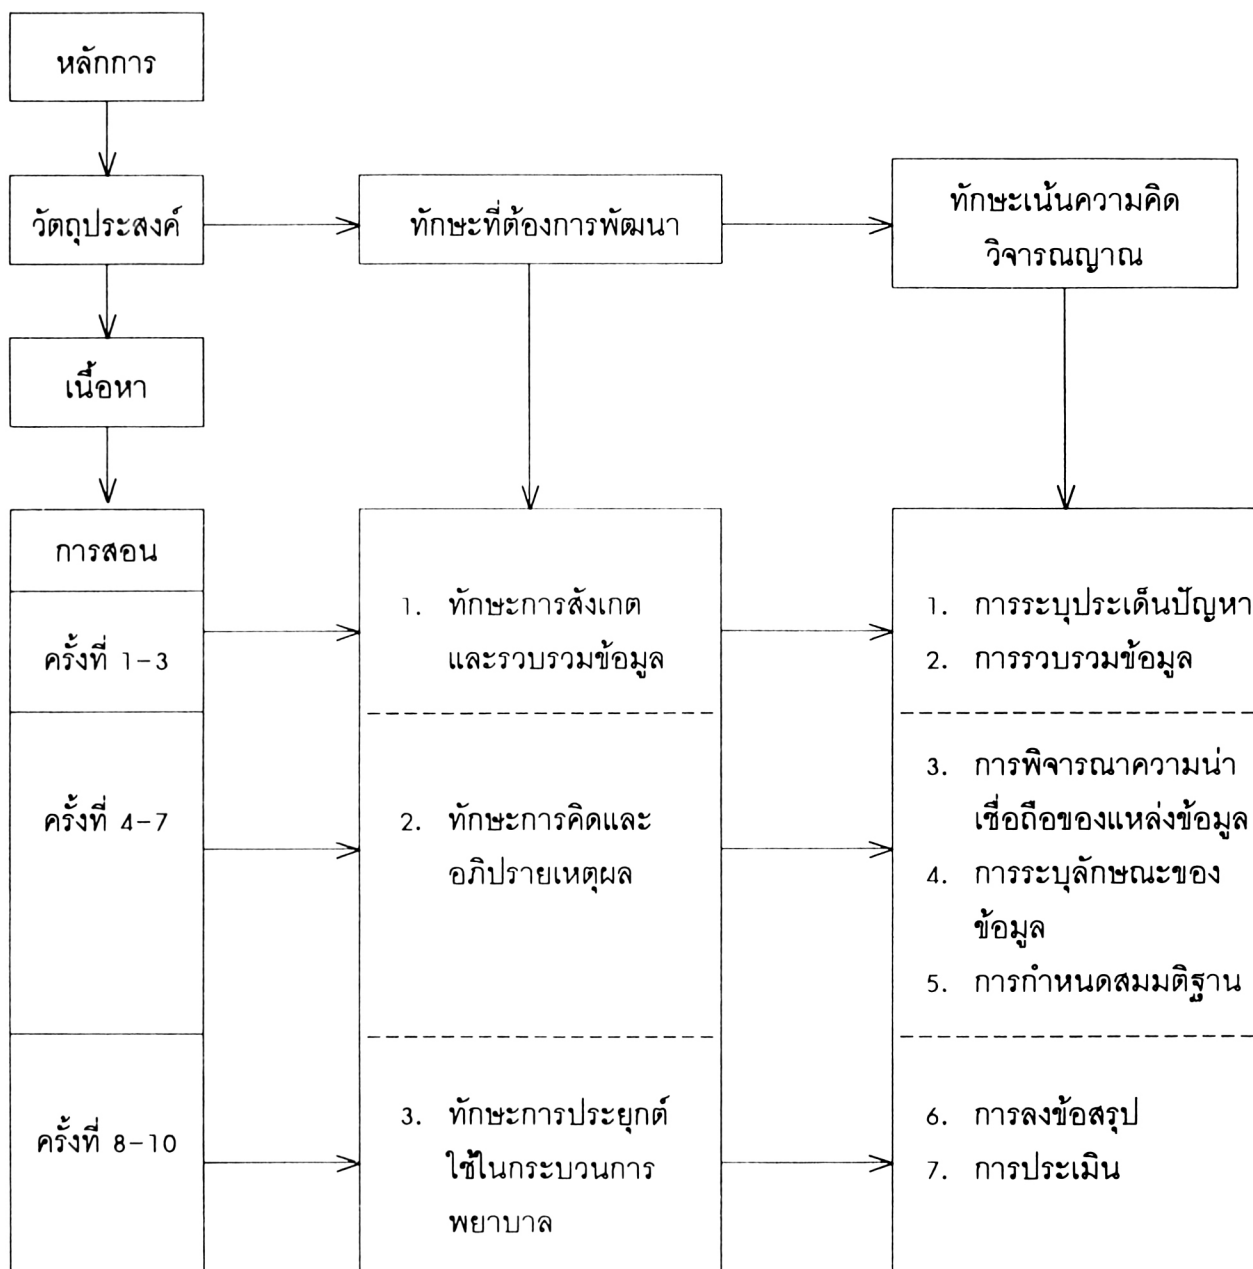 หลักการ
วัตถุประสงค์
ทักษะที่ต้องการพัฒนา
ทักษะเน้นความคิด
วิจารณญาณ
เนื้อหา
การสอน
ครั้งที่ 1-3
1. ทักษะการสังเกต
และรวบรวมข้อมูล
1. การระบุประเด็นปัญหา
2. การรวบรวมข้อมูล
ครั้งที่ 4-7
2. ทักษะการคิดและ
อภิปรายเหตุผล
3. การพิจารณาความน่า
เชื่อถือของแหล่งข้อมูล
4. การระบุลักษณะของ
ข้อมูล
5. การกำหนดสมมติฐาน
ครั้งที่ 8-10
3. ทักษะการประยุกต์
ใช้ในกระบวนการ
พยาบาล
6. การลงข้อสรุป
7. การประเมิน